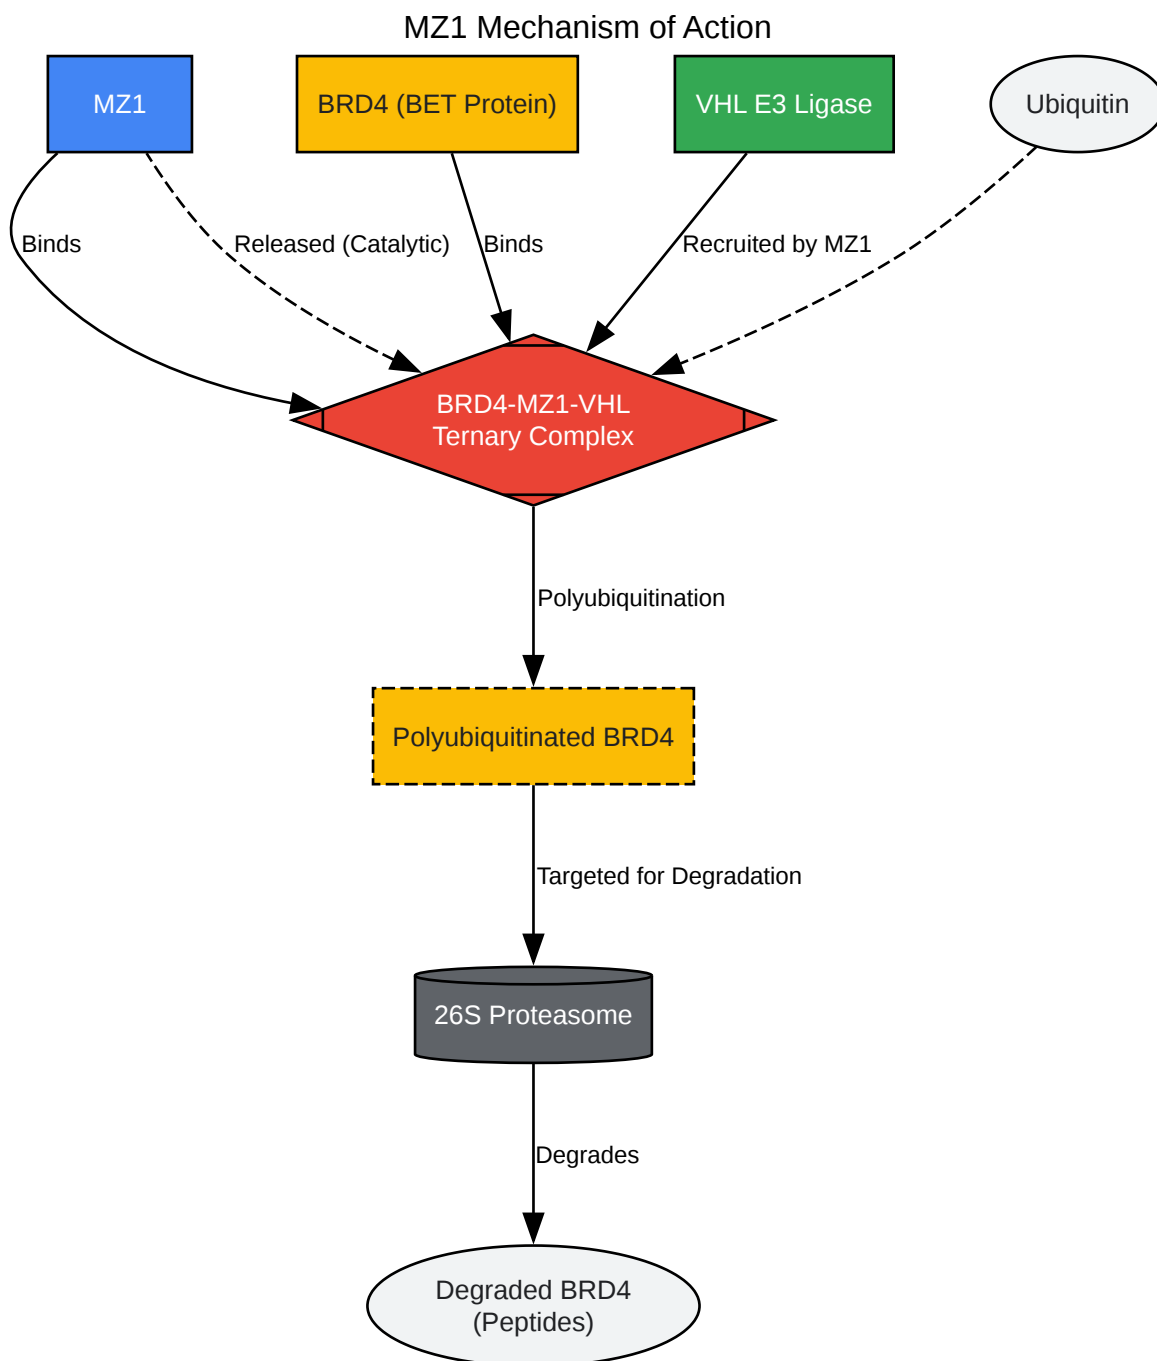 MZ1 Mechanism of Action
MZ1
BRD4 (BET Protein)
VHL E3 Ligase
Ubiquitin
Binds
Released (Catalytic)
Binds
Recruited by MZ1
BRD4-MZ1-VHL
Ternary Complex
Polyubiquitination
Polyubiquitinated BRD4
Targeted for Degradation
26S Proteasome
Degrades
Degraded BRD4
(Peptides)